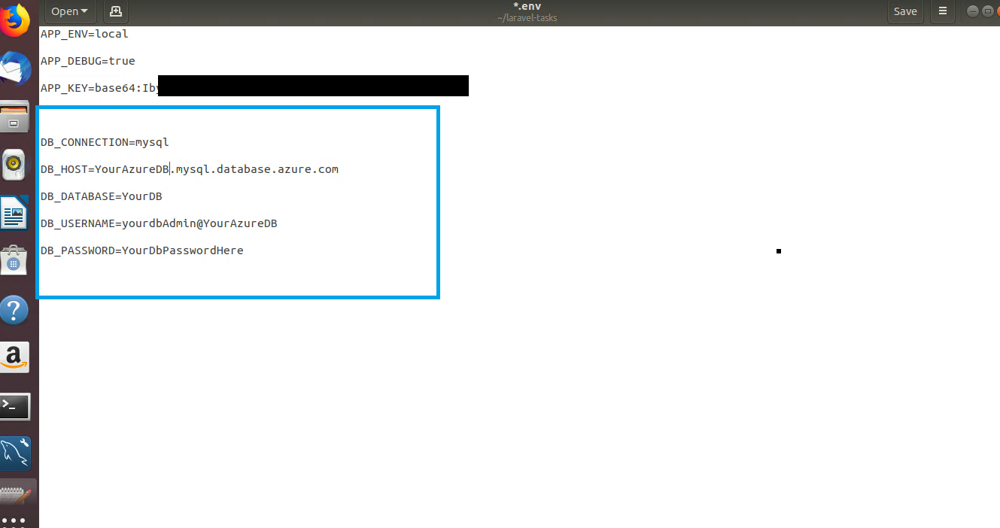 Open
*.env
~/laravel-tasks
Save
APP_ENV=local
APP_DEBUG=true
APP_KEY=base64:Iby
DB_CONNECTION=mysql
DB_HOST=YourAzureDB.mysql.database.azure.com
DB_DATABASE=YourDB
DB_USERNAME=yourdbAdmin@YourAzureDB
DB_PASSWORD=YourDbPasswordHere